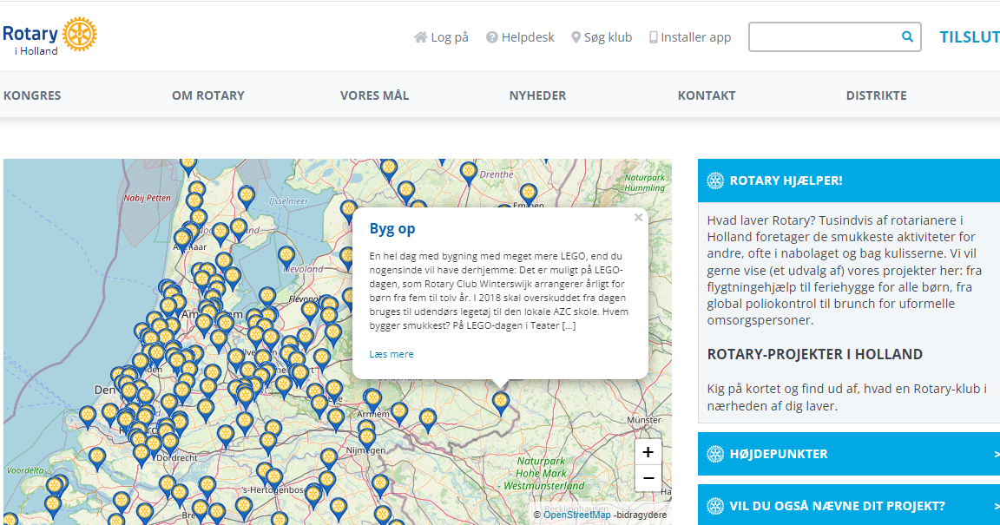 Rotary
i Holland
Log på
Helpdesk
Søg klub
Installer app
TILSLUT
KONGRES
OM ROTARY
VORES MÅL
NYHEDER
KONTAKT
DISTRIKTE
Nabij Petten
IJsselmeer
Drenthe
Naturpark
Hümmling
Flevoland
Byg op
×
En hel dag med bygning med meget mere LEGO, end du
nogensinde vil have derhjemme: Det er muligt på LEGO-
dagen, som Rotary Club Winterswijk arrangerer årligt for
børn fra fem til tolv år. I 2018 skal overskuddet fra dagen
bruges til udendørs legetøj til den lokale AZC skole. Hvem
bygger smukkest? På LEGO-dagen i Teater [...]
Læs mere
Den
Arnhem
Münster
Nijmegen
Dordrecht
Voordelta
Naturpark
Hohe Mark
- Westmünsterland
+
−
© OpenStreetMap -bidragydere
ROTARY HJÆLPER!
Hvad laver Rotary? Tusindvis af rotarianere i
Holland foretager de smukkeste aktiviteter for
andre, ofte i nabolaget og bag kulisserne. Vi vil
gerne vise (et udvalg af) vores projekter her: fra
flygtningehjælp til feriehygge for alle børn, fra
global poliokontrol til brunch for uformelle
omsorgspersoner.
ROTARY-PROJEKTER I HOLLAND
Kig på kortet og find ud af, hvad en Rotary-klub i
nærheden af dig laver.
HØJDEPUNKTER
>
VIL DU OGSÅ NÆVNE DIT PROJEKT?
>